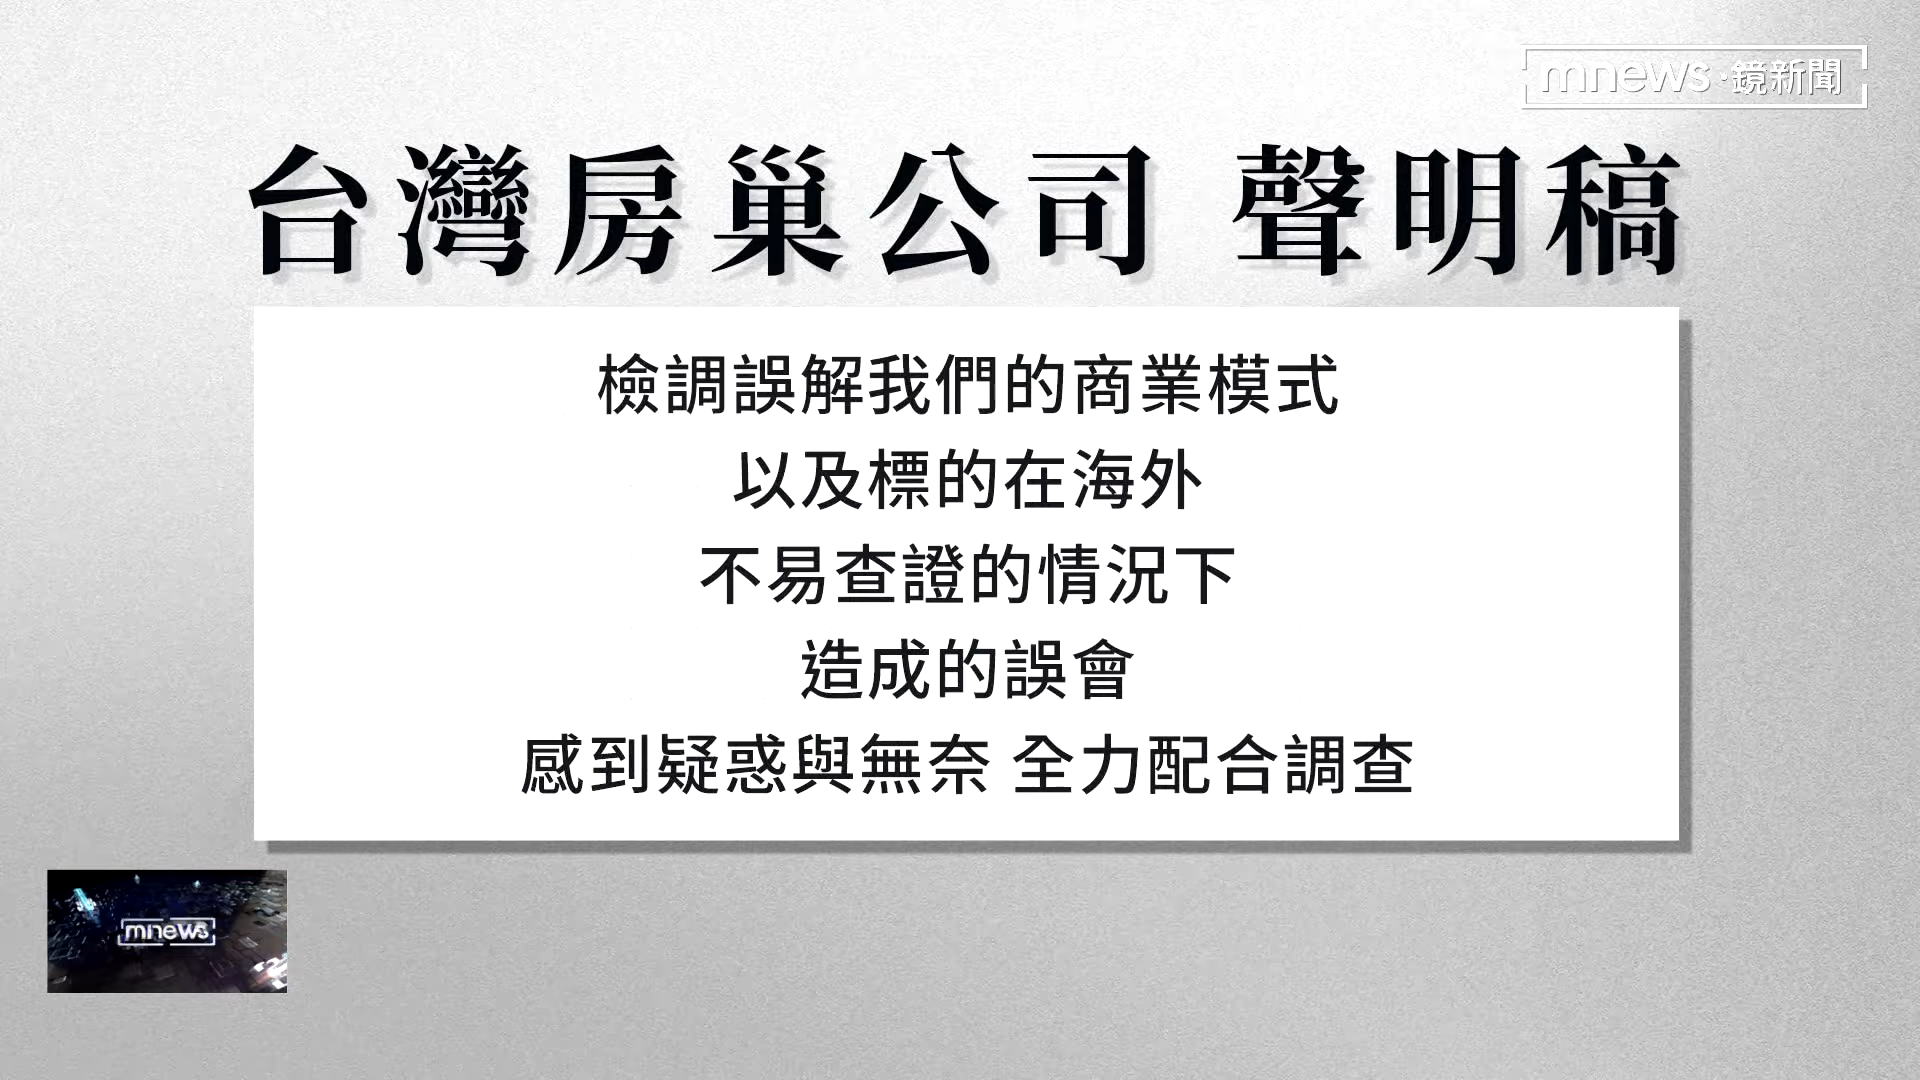 mnews·鏡新聞
台灣房巢公司 聲明稿
檢調誤解我們的商業模式
以及標的在海外
不易查證的情況下
造成的誤會
感到疑惑與無奈 全力配合調查
mnews